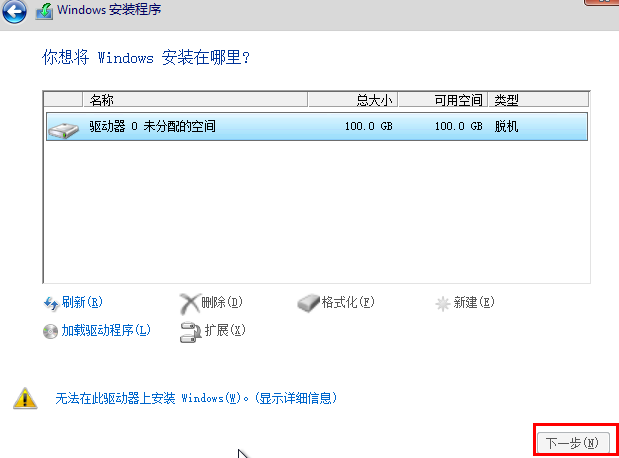 Windows 安装程序
你想将 Windows 安装在哪里?
名称 总大小 可用空间 类型
驱动器 0 未分配的空间 100.0 GB 100.0 GB 脱机
刷新(R) 删除(D) 格式化(F) 新建(E)
加载驱动程序(L) 扩展(X)
无法在此驱动器上安装 Windows(W)。(显示详细信息)
下一步(N)